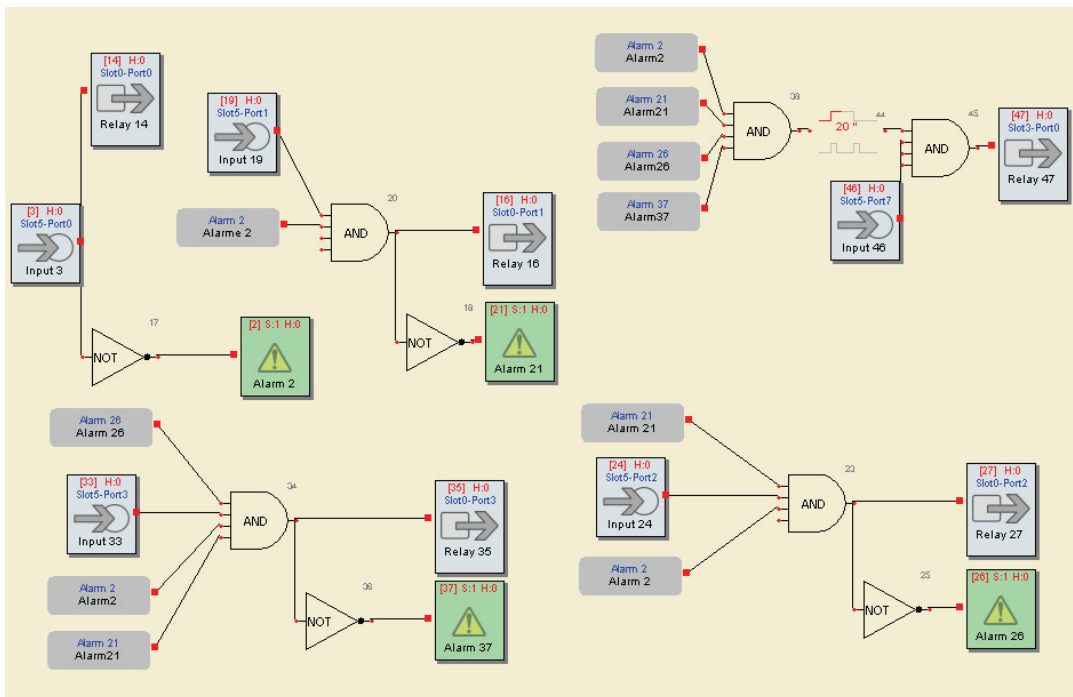 [14] H:0
Slot0-Port0
Relay 14
[3] H:0
Slot5-Port0
Input 3
17
NOT
[2] S:1 H:0
Alarm 2
[19] H:0
Slot5-Port1
Input 19
Alarm 2
Alarme 2
20
AND
[16] H:0
Slot0-Port1
Relay 16
18
NOT
[21] S:1 H:0
Alarm 21
Alarm 2
Alarm2
Alarm 21
Alarm21
Alarm 26
Alarm26
Alarm 37
Alarm37
38
AND
20 "
44
45
AND
[46] H:0
Slot5-Port7
Input 46
[47] H:0
Slot3-Port0
Relay 47
Alarm 26
Alarm 26
[33] H:0
Slot5-Port3
Input 33
Alarm 2
Alarm2
Alarm 21
Alarm21
34
AND
[35] H:0
Slot0-Port3
Relay 35
36
NOT
[37] S:1 H:0
Alarm 37
Alarm 21
Alarm 21
[24] H:0
Slot5-Port2
Input 24
Alarm 2
Alarm 2
23
AND
[27] H:0
Slot0-Port2
Relay 27
25
NOT
[26] S:1 H:0
Alarm 26